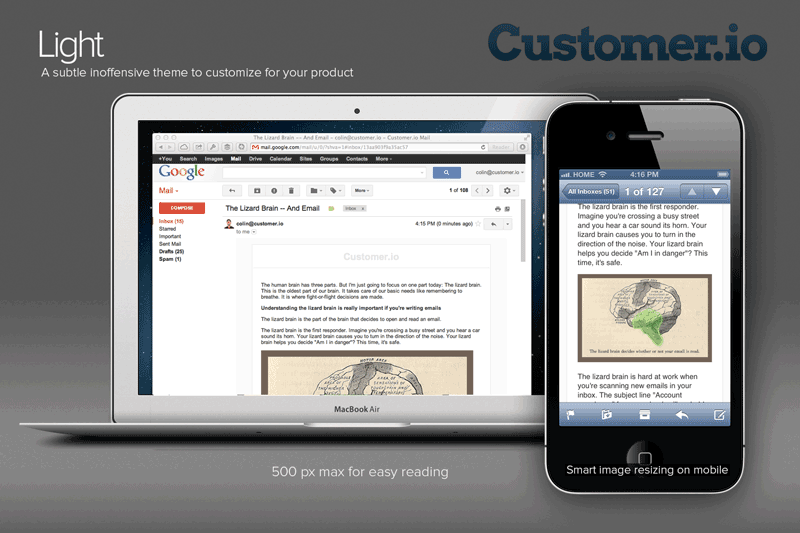 Light
Customer.io
A subtle inoffensive theme to customize for your product
The Lizard Brain -- And Email – colin@customer.io – Customer.io Mail
+You Search Images Mail Drive Calendar Sites Groups Contacts More
Google
colin@customer.io
Mail
More
1 of 108
COMPOSE
Inbox (15)
Starred
Important
Sent Mail
Drafts (25)
Spam (1)
The Lizard Brain -- And Email
Inbox x
colin@customer.io
4:15 PM (0 minutes ago)
to me
Customer.io
The human brain has three parts. But I'm just going to focus on one part today: The lizard brain.
This is the oldest part of our brain. It takes care of our basic needs like remembering to
breathe. It is where fight-or-flight decisions are made.
Understanding the lizard brain is really important if you're writing emails
The lizard brain is the part of the brain that decides to open and read an email.
The lizard brain is the first responder. Imagine you're crossing a busy street and you hear a car
sound its horn. Your lizard brain causes you to turn in the direction of the noise. Your lizard
brain helps you decide "Am I in danger"? This time, it's safe.
MacBook Air
HOME
4:16 PM
All Inboxes (51)
1 of 127
The lizard brain is the first responder.
Imagine you're crossing a busy street
and you hear a car sound its horn. Your
lizard brain causes you to turn in the
direction of the noise. Your lizard brain
helps you decide "Am I in danger"? This
time, it's safe.
The lizard brain decides whether or not your email is read.
The lizard brain is hard at work when
you're scanning new emails in your
inbox. The subject line "Account
500 px max for easy reading
Smart image resizing on mobile